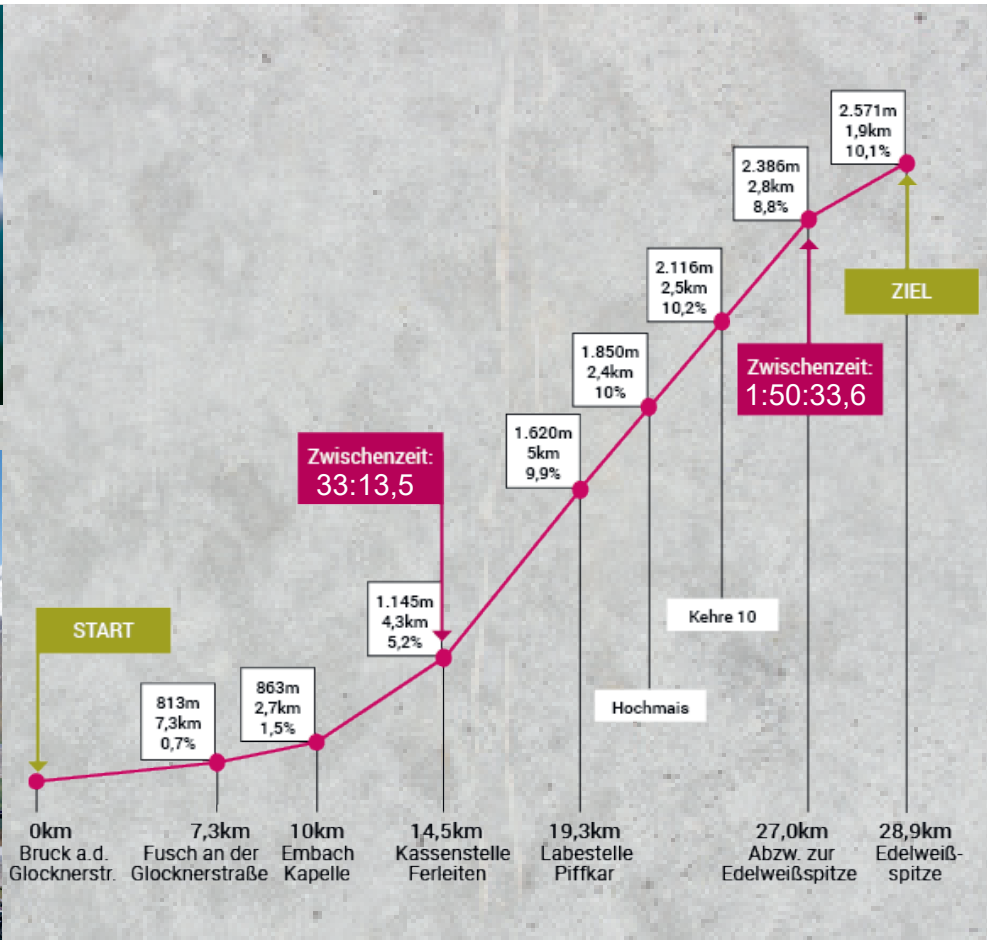 2.571m
1,9km
10,1%
2.386m
2,8km
8,8%
2.116m
2,5km
10,2%
ZIEL
1.850m
2,4km
10%
Zwischenzeit:
1:50:33,6
1.620m
5km
9,9%
Zwischenzeit:
33:13,5
1.145m
4,3km
5,2%
Kehre 10
START
863m
2,7km
1,5%
813m
7,3km
0,7%
Hochmais
0km
Bruck a.d.
Glocknerstr.
7,3km
Fusch an der
Glocknerstraße
10km
Embach
Kapelle
14,5km
Kassenstelle
Ferleiten
19,3km
Labestelle
Piffkar
27,0km
Abzw. zur
Edelweißspitze
28,9km
Edelweiß-
spitze